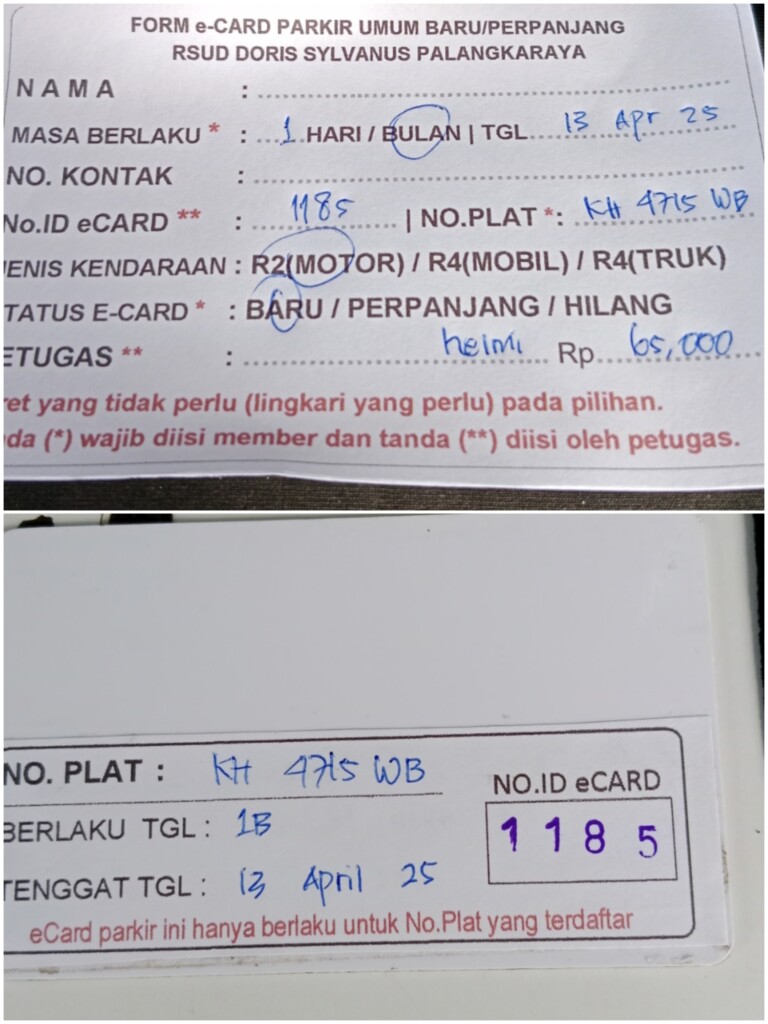 FORM e-CARD PARKIR UMUM BARU/PERPANJANG
RSUD DORIS SYLVANUS PALANGKARAYA
N A M A :
MASA BERLAKU * : 1 HARI / BULAN | TGL 13 Apr 25
NO. KONTAK :
No.ID eCARD ** : 1185 | NO.PLAT *: KH 4715 WB
ENIS KENDARAAN : R2(MOTOR) / R4(MOBIL) / R4(TRUK)
TATUS E-CARD * : BARU / PERPANJANG / HILANG
ETUGAS ** : helmi Rp 65,000
ret yang tidak perlu (lingkari yang perlu) pada pilihan.
da (*) wajib diisi member dan tanda (**) diisi oleh petugas.
NO. PLAT : KH 4715 WB
NO.ID eCARD
1185
BERLAKU TGL : 1B
TENGGAT TGL : 13 April 25
eCard parkir ini hanya berlaku untuk No.Plat yang terdaftar